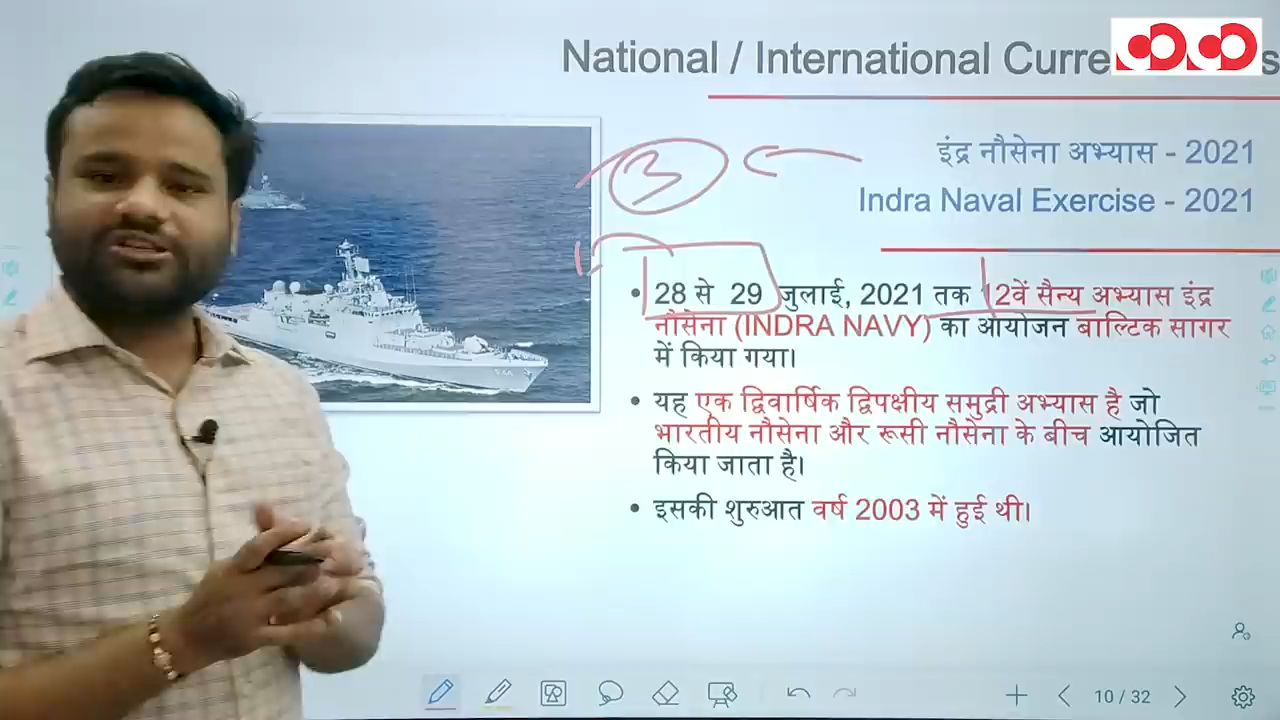 National / International Curre
इंद्र नौसेना अभ्यास - 2021
Indra Naval Exercise - 2021
3
• 28 से 29 जुलाई, 2021 तक 12वें सैन्य अभ्यास इंद्र
नौसेना (INDRA NAVY) का आयोजन बाल्टिक सागर
में किया गया।
• यह एक द्विवार्षिक द्विपक्षीय समुद्री अभ्यास है जो
भारतीय नौसेना और रूसी नौसेना के बीच आयोजित
किया जाता है।
• इसकी शुरुआत वर्ष 2003 में हुई थी।
10 / 32